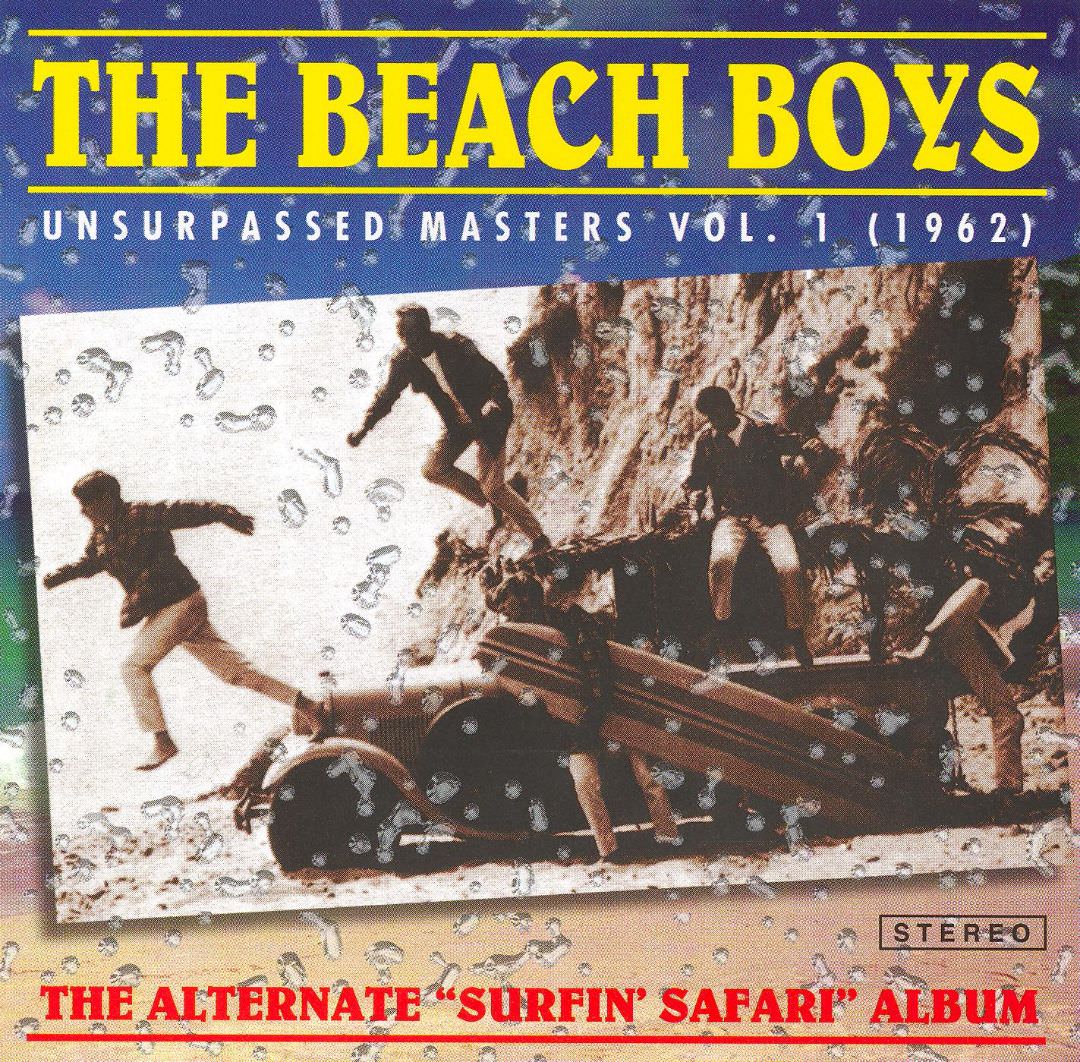 THE BEACH BOYS
UNSURPASSED MASTERS VOL. 1 (1962)
STEREO
THE ALTERNATE “SURFIN’ SAFARI” ALBUM